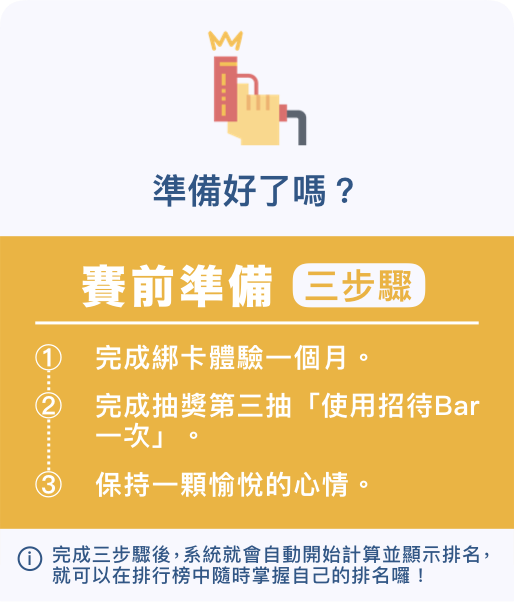 準備好了嗎？
賽前準備 三步驟
① 完成綁卡體驗一個月。
② 完成抽獎第三抽「使用招待Bar
一次」。
③ 保持一顆愉悅的心情。
完成三步驟後，系統就會自動開始計算並顯示排名，
就可以在排行榜中隨時掌握自己的排名囉！